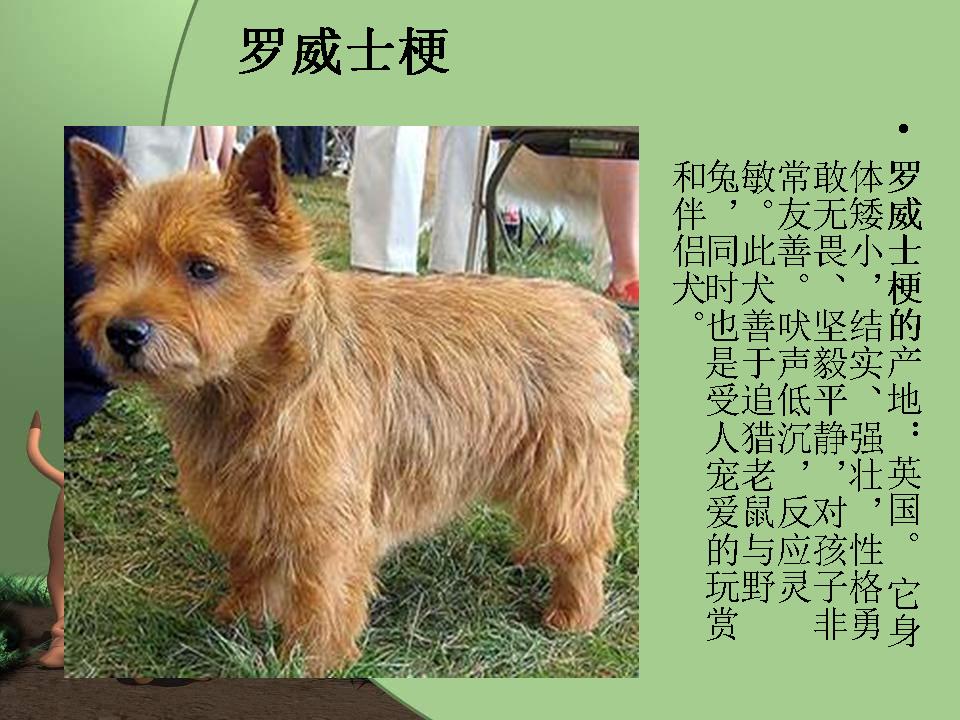 罗威士梗
• 罗威士梗的产地：英国。它身
体矮小，结实、强壮，性格勇
敢无畏、坚毅平静，对孩子非
常友善。吠声低沉，反应灵
敏。此犬善于追猎老鼠与野
兔，同时也是受人宠爱的玩赏
和伴侣犬。